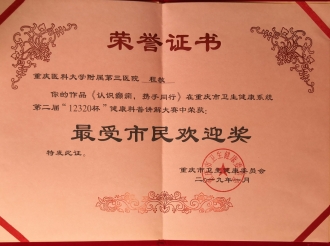 荣誉证书
重庆医科大学附属第三医院
你的作品《认识癫痫，携手同行》在重庆市卫生健康系统
第二届“12320杯”健康科普讲解大赛中荣获：
最受市民欢迎奖
特发此证。
重庆市卫生健康委员会
二〇一九年 月